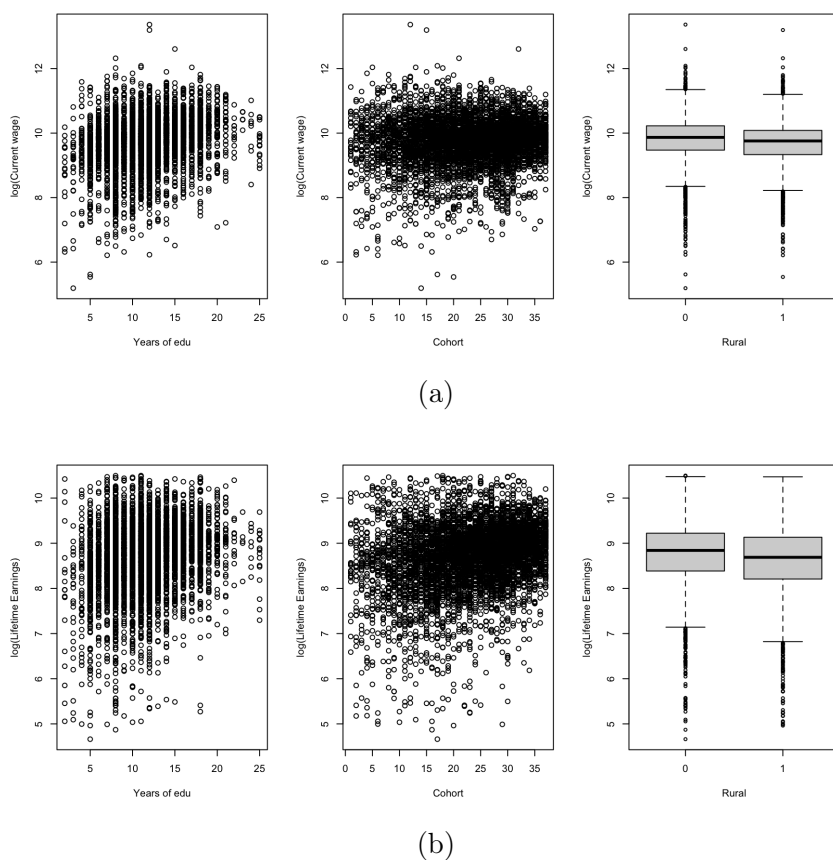 log(Current wage)
12
10
8
6
5 10 15 20 25
Years of edu
log(Current wage)
12
10
8
6
0 5 10 15 20 25 30 35
Cohort
log(Current wage)
12
10
8
6
0 1
Rural
(a)
log(Lifetime Earnings)
10
9
8
7
6
5
5 10 15 20 25
Years of edu
log(Lifetime Earnings)
10
9
8
7
6
5
0 5 10 15 20 25 30 35
Cohort
log(Lifetime Earnings)
10
9
8
7
6
5
0 1
Rural
(b)